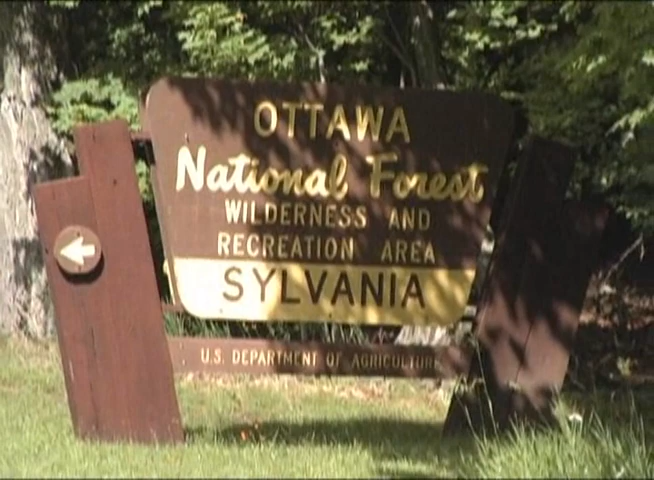 OTTAWA
National Forest
WILDERNESS AND
RECREATION AREA
SYLVANIA
U.S. DEPARTMENT OF AGRICULTURE